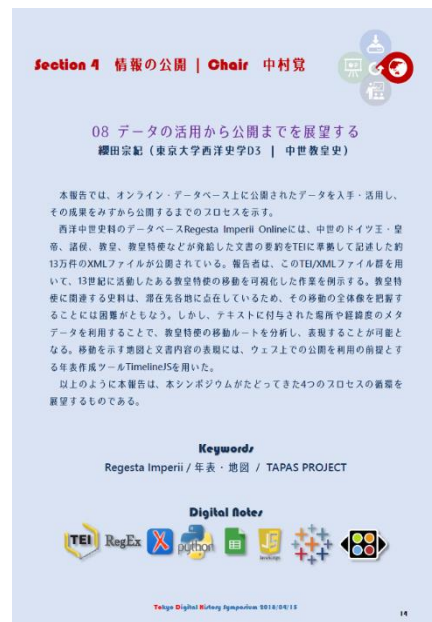 Section 4 情報の公開 | Chair 中村覚
08 データの活用から公開までを展望する
纓田宗紀（東京大学西洋史学D3 | 中世教皇史）
本報告では、オンライン・データベース上に公開されたデータを入手・活用し、
その成果をみずから公開するまでのプロセスを示す。
西洋中世史料のデータベースRegesta Imperii Onlineには、中世のドイツ王・皇
帝、諸侯、教皇、教皇特使などが発給した文書の要約をTEIに準拠して記述した約
13万件のXMLファイルが公開されている。報告者は、このTEI/XMLファイル群を用
いて、13世紀に活動したある教皇特使の移動を可視化した作業を例示する。教皇特
使に関連する史料は、滞在先各地に点在しているため、その移動の全体像を把握す
ることには困難がともなう。しかし、テキストに付与された場所や経緯度のメタ
データを利用することで、教皇特使の移動ルートを分析し、表現することが可能と
なる。移動を示す地図と文書内容の表現には、ウェブ上での公開を利用の前提とす
る年表作成ツールTimelineJSを用いた。
以上のように本報告は、本シンポジウムがたどってきた4つのプロセスの循環を
展望するものである。
Keywords
Regesta Imperii / 年表・地図 / TAPAS PROJECT
Digital Notes
TEI RegEx python JavaScript
Tokyo Digital History Symposium 2018/04/15
14